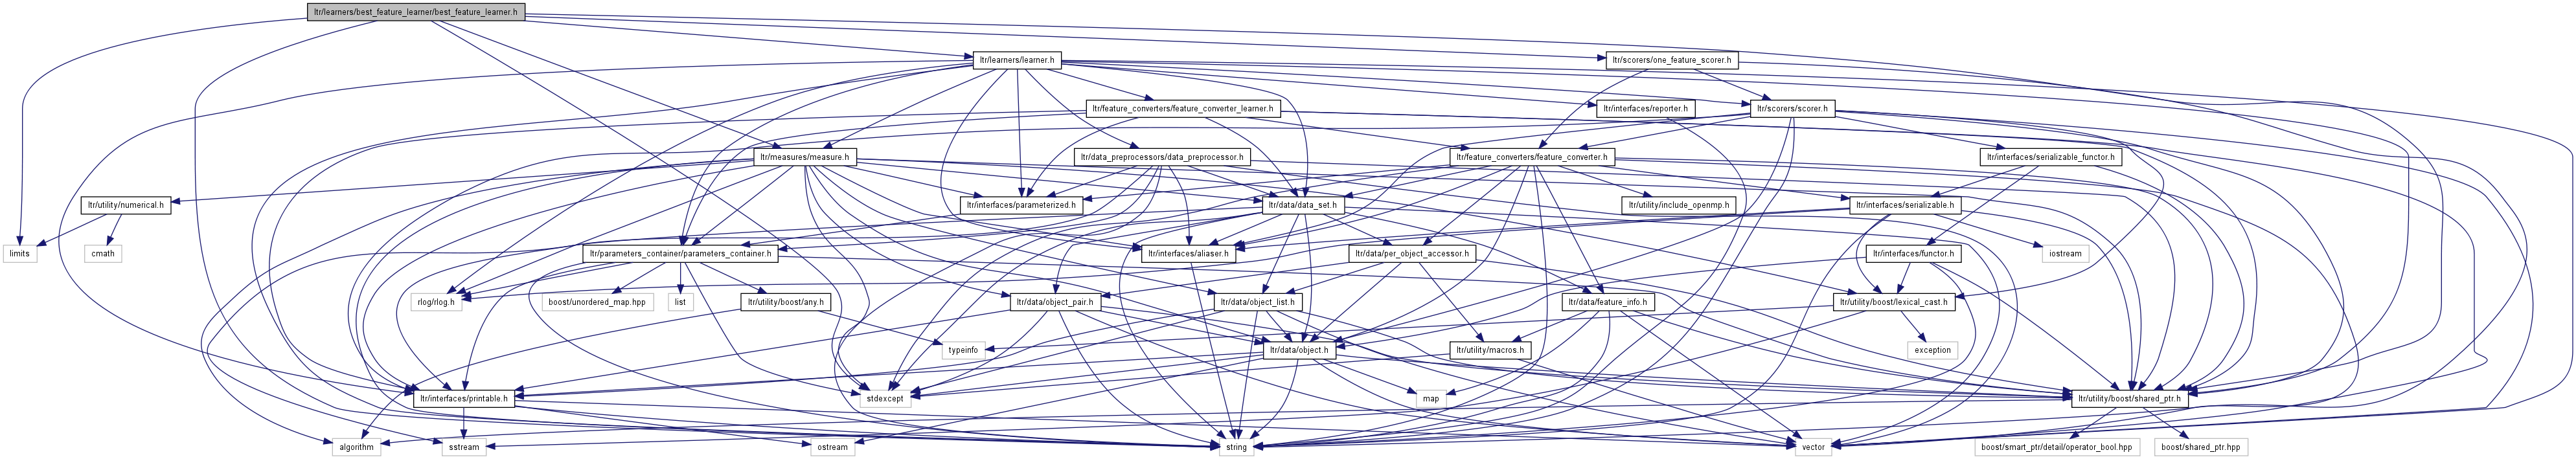 ltr/learners/best_feature_learner/best_feature_learner.h
ltr/learners/learner.h
ltr/scorers/one_feature_scorer.h
ltr/feature_converters/feature_converter_learner.h
ltr/interfaces/reporter.h
ltr/scorers/scorer.h
ltr/measures/measure.h
ltr/data_preprocessors/data_preprocessor.h
ltr/feature_converters/feature_converter.h
ltr/interfaces/serializable_functor.h
ltr/utility/numerical.h
ltr/interfaces/parameterized.h
ltr/data/data_set.h
ltr/utility/include_openmp.h
ltr/interfaces/serializable.h
limits
cmath
ltr/parameters_container/parameters_container.h
ltr/interfaces/aliaser.h
ltr/data/per_object_accessor.h
ltr/interfaces/functor.h
iostream
rlog/rlog.h
boost/unordered_map.hpp
list
ltr/utility/boost/any.h
ltr/data/object_pair.h
ltr/data/object_list.h
ltr/data/feature_info.h
ltr/utility/boost/lexical_cast.h
typeinfo
ltr/data/object.h
ltr/utility/macros.h
exception
ltr/interfaces/printable.h
stdexcept
map
ltr/utility/boost/shared_ptr.h
algorithm
sstream
ostream
string
vector
boost/smart_ptr/detail/operator_bool.hpp
boost/shared_ptr.hpp